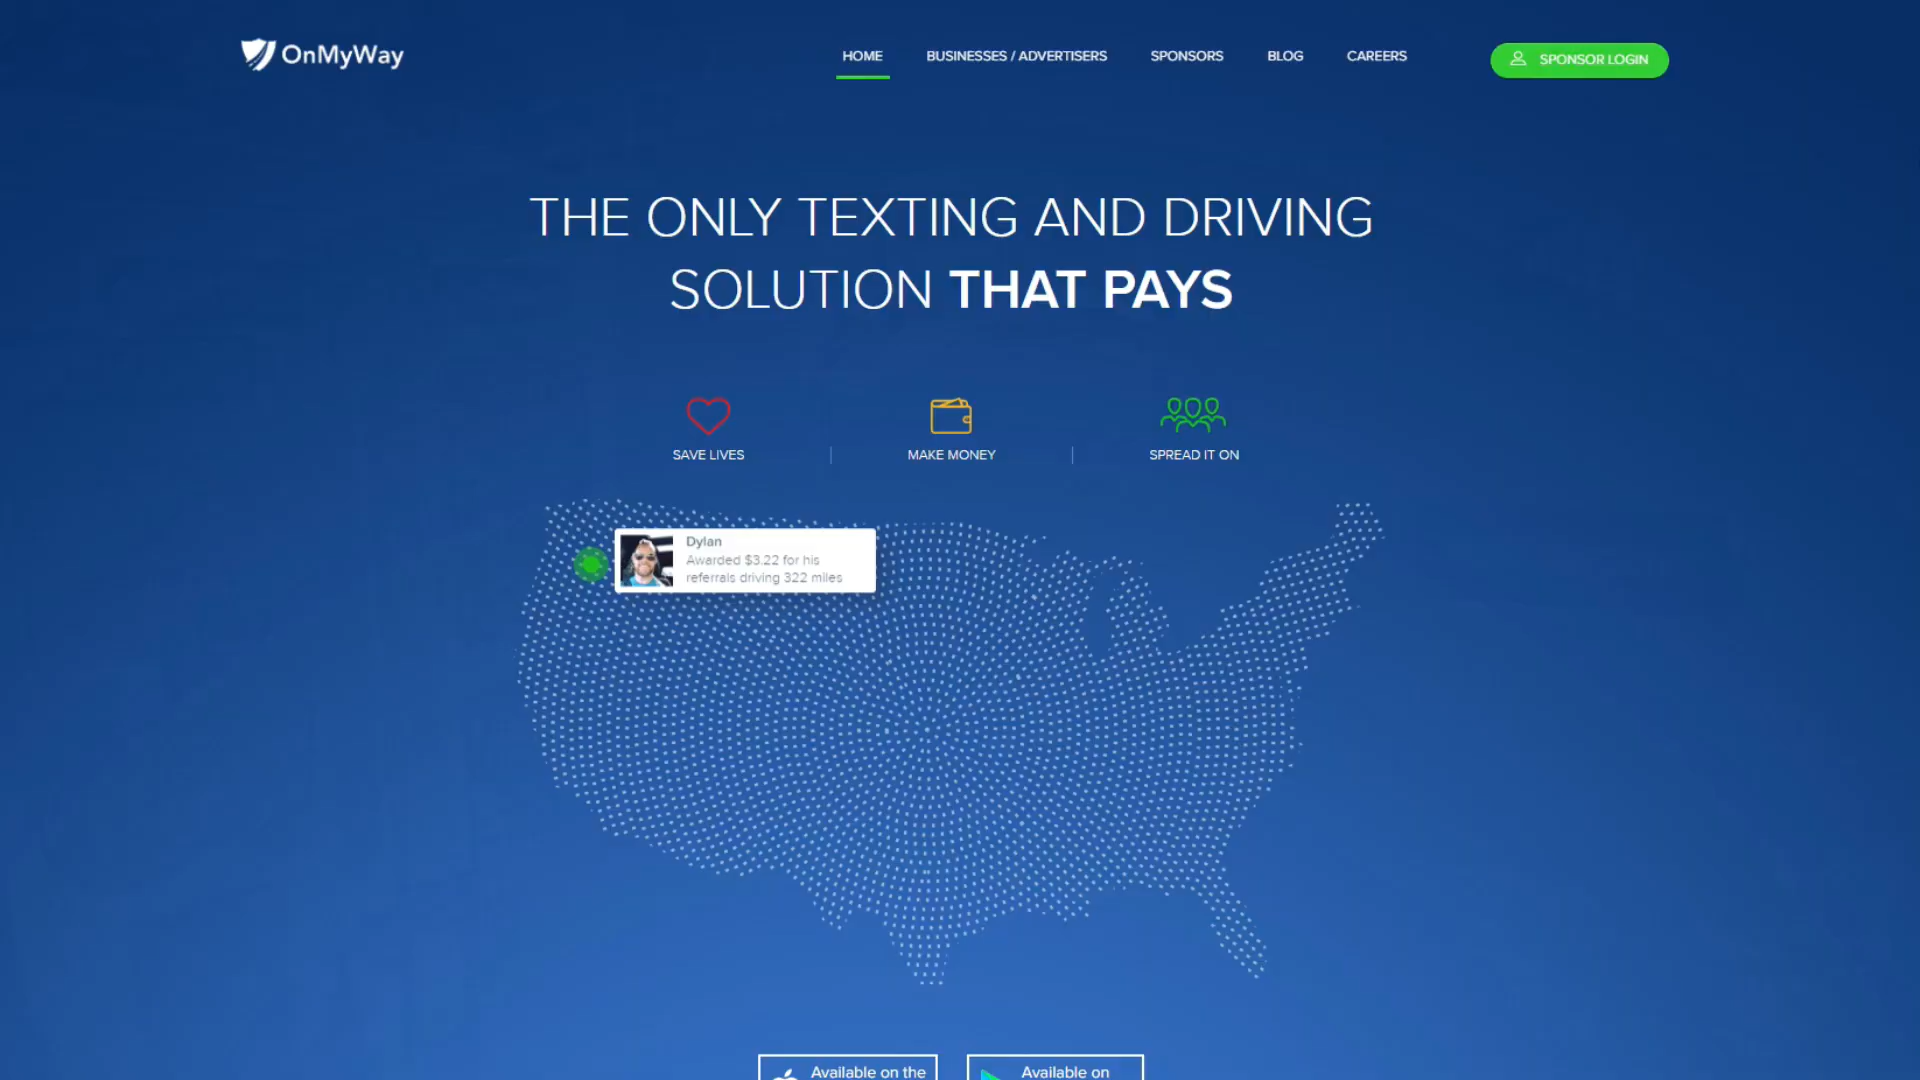 OnMyWay
HOME
BUSINESSES / ADVERTISERS
SPONSORS
BLOG
CAREERS
SPONSOR LOGIN
THE ONLY TEXTING AND DRIVING
SOLUTION THAT PAYS
SAVE LIVES
MAKE MONEY
SPREAD IT ON
Dylan
Awarded $3.22 for his
referrals driving 322 miles
Available on the
Available on